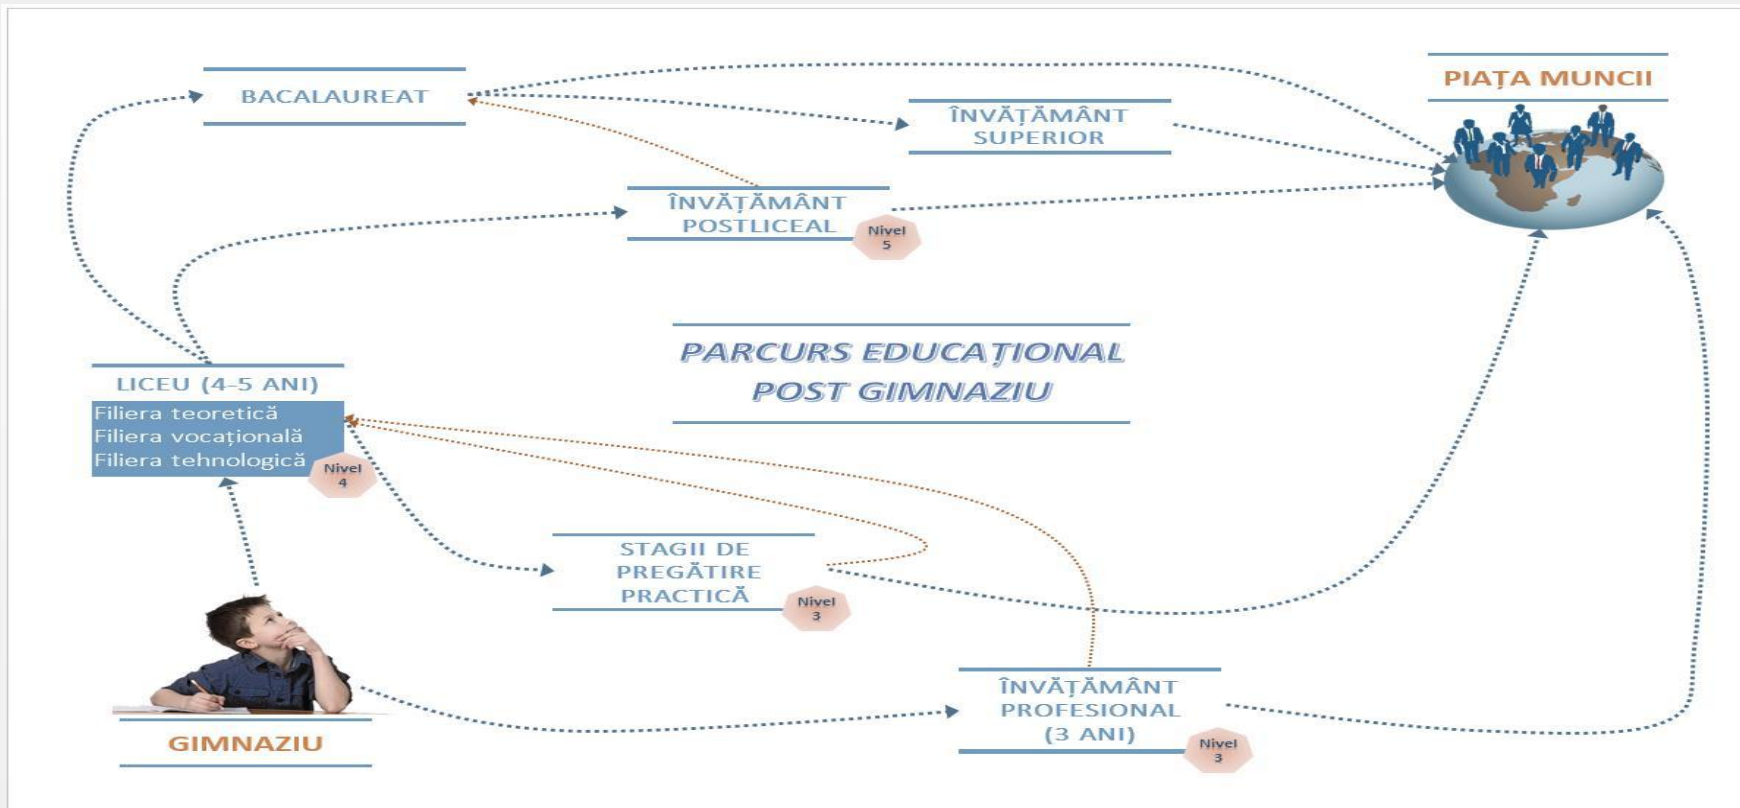 BACALAUREAT
PIAȚA MUNCII
ÎNVĂȚĂMÂNT
SUPERIOR
ÎNVĂȚĂMÂNT
POSTLICEAL
Nivel
5
PARCURS EDUCAȚIONAL
POST GIMNAZIU
LICEU (4-5 ANI)
Filiera teoretică
Filiera vocațională
Filiera tehnologică
Nivel
4
STAGII DE
PREGĂTIRE
PRACTICĂ
Nivel
3
ÎNVĂȚĂMÂNT
PROFESIONAL
(3 ANI)
Nivel
3
GIMNAZIU